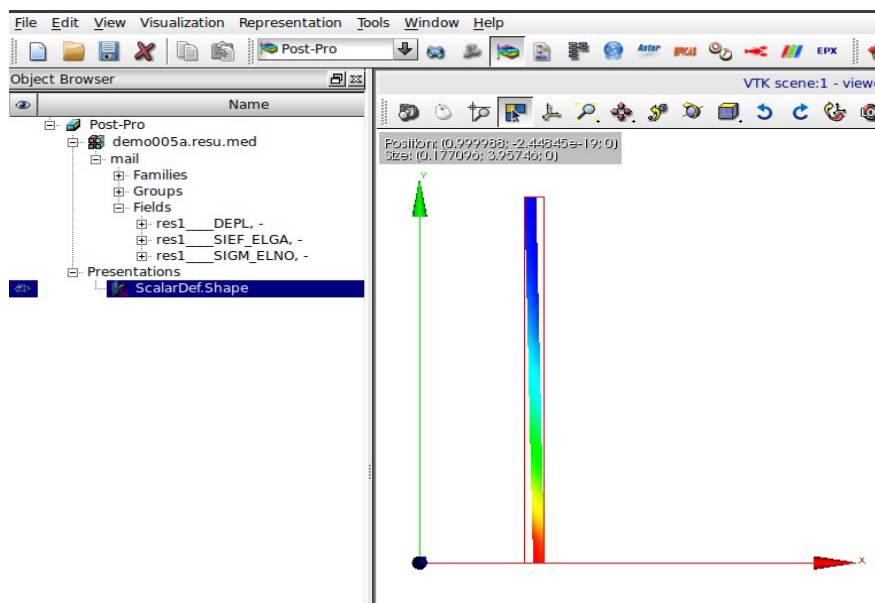 File Edit View Visualization Representation Tools Window Help
Post-Pro
Aster
EPX
Object Browser
VTK scene:1 - viewe
Name
Post-Pro
demo005a.resu.med
mail
Families
Groups
Fields
res1____DEPL, -
res1____SIEF_ELGA, -
res1____SIGM_ELNO, -
Presentations
ScalarDef.Shape
Position: (0.999988; -2.44845e-19; 0)
Size: (0.177096; 3.95746; 0)
Y
X